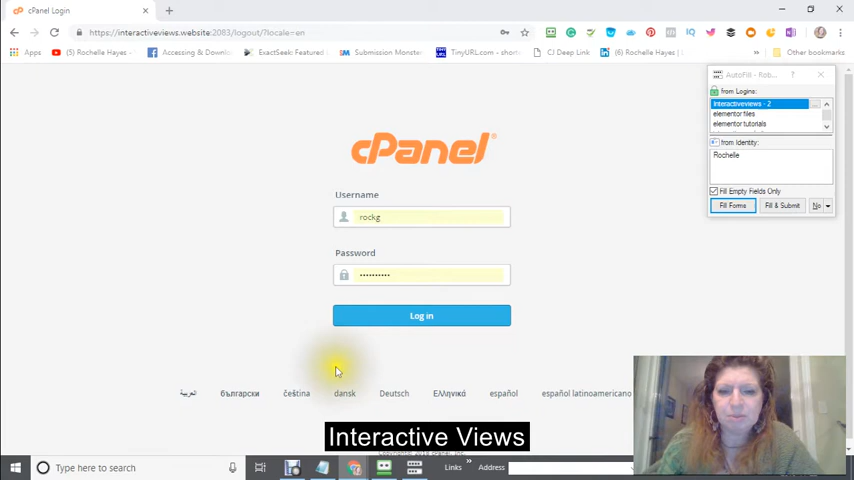 cPanel Login
https://interactiveviews.website:2083/logout/?locale=en
Apps
(5) Rochelle Hayes -
Accessing & Downlo
ExactSeek: Featured
Submission Monster
TinyURL.com - short
CJ Deep Link
(6) Rochelle Hayes |
Other bookmarks
AutoFill - Rob...
from Logins:
Interactiveviews - 2
elementor files
elementor tutorials
from Identity:
Rochelle
Fill Empty Fields Only
Fill Forms
Fill & Submit
No
cPanel®
Username
rockg
Password
Log in
العربية
български
čeština
dansk
Deutsch
Ελληνικά
español
español latinoamericano
Interactive Views
Type here to search
Links
Address